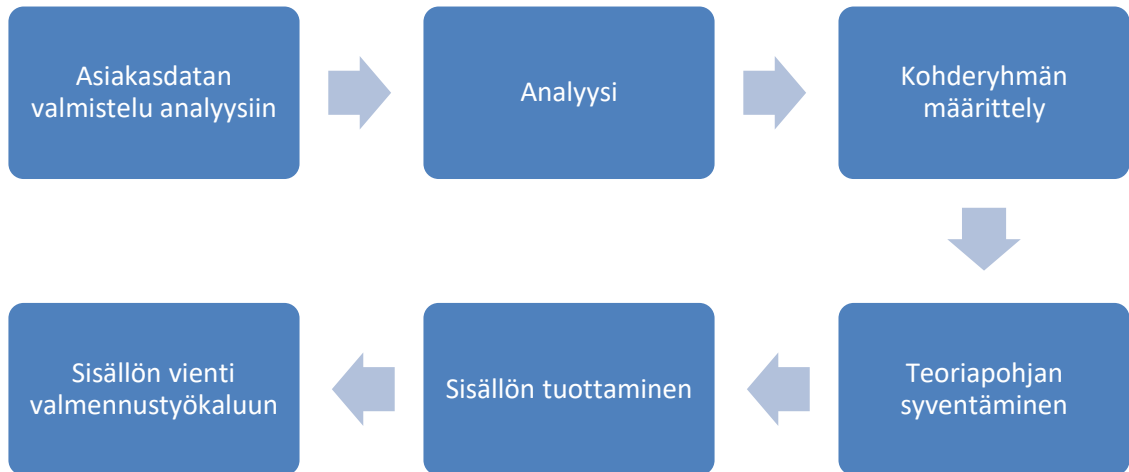 Asiakasdatan
valmistelu analyysiin
Analyysi
Kohderyhmän
määrittely
Teoriapohjan
syventäminen
Sisällön tuottaminen
Sisällön vienti
valmennustyökaluun